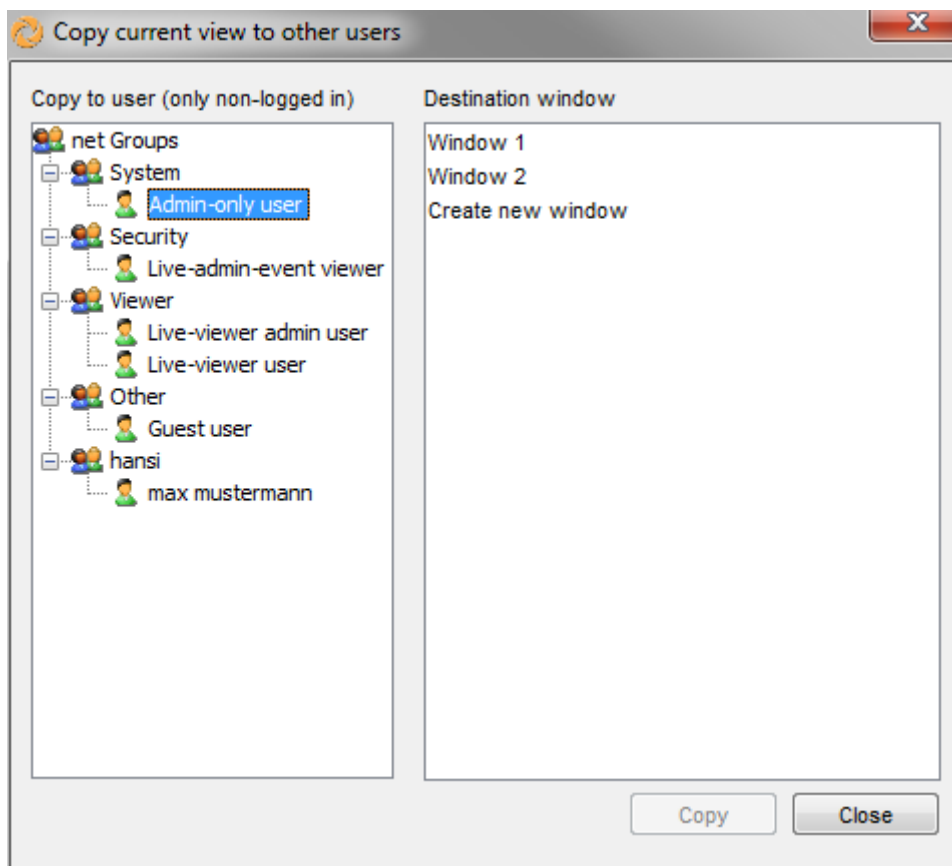 Copy current view to other users
X
Copy to user (only non-logged in)
net Groups
System
Admin-only user
Security
Live-admin-event viewer
Viewer
Live-viewer admin user
Live-viewer user
Other
Guest user
hansi
max mustermann
Destination window
Window 1
Window 2
Create new window
Copy
Close